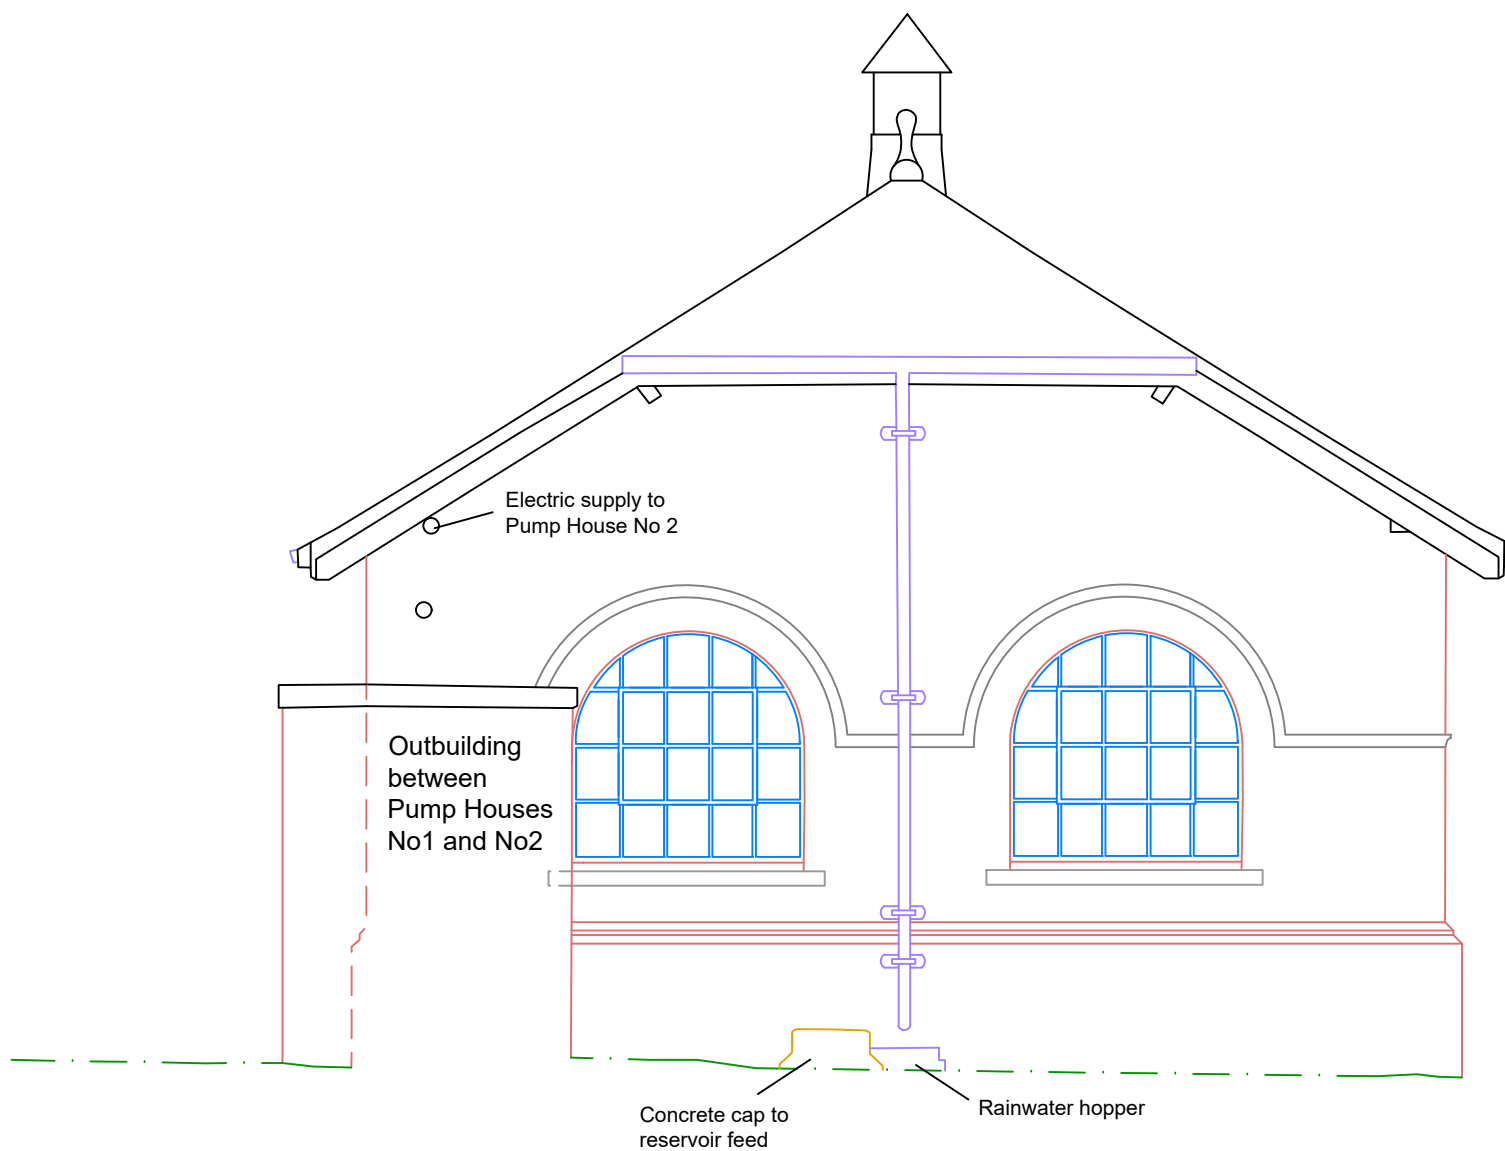 Electric supply to
Pump House No 2
Outbuilding
between
Pump Houses
No1 and No2
Concrete cap to
reservoir feed
Rainwater hopper